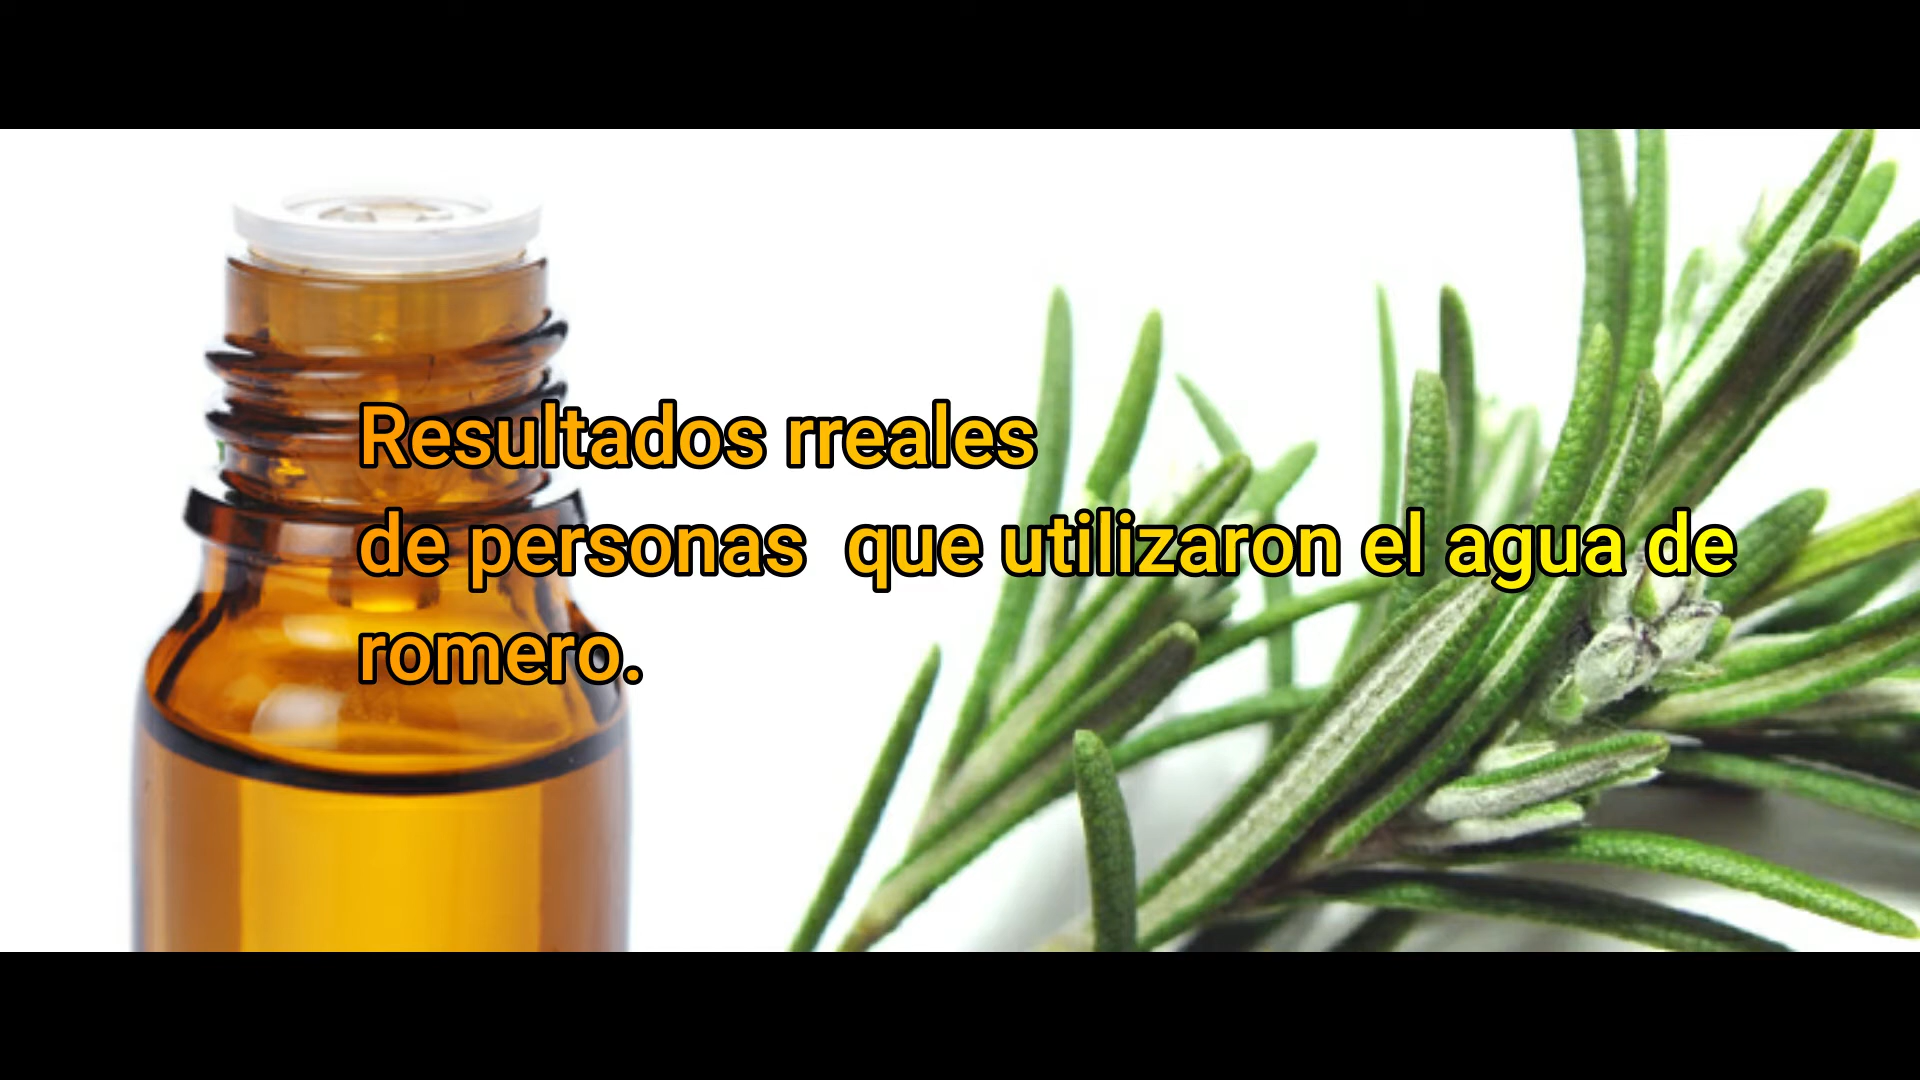 Resultados rreales
de personas  que utilizaron el agua de
romero.